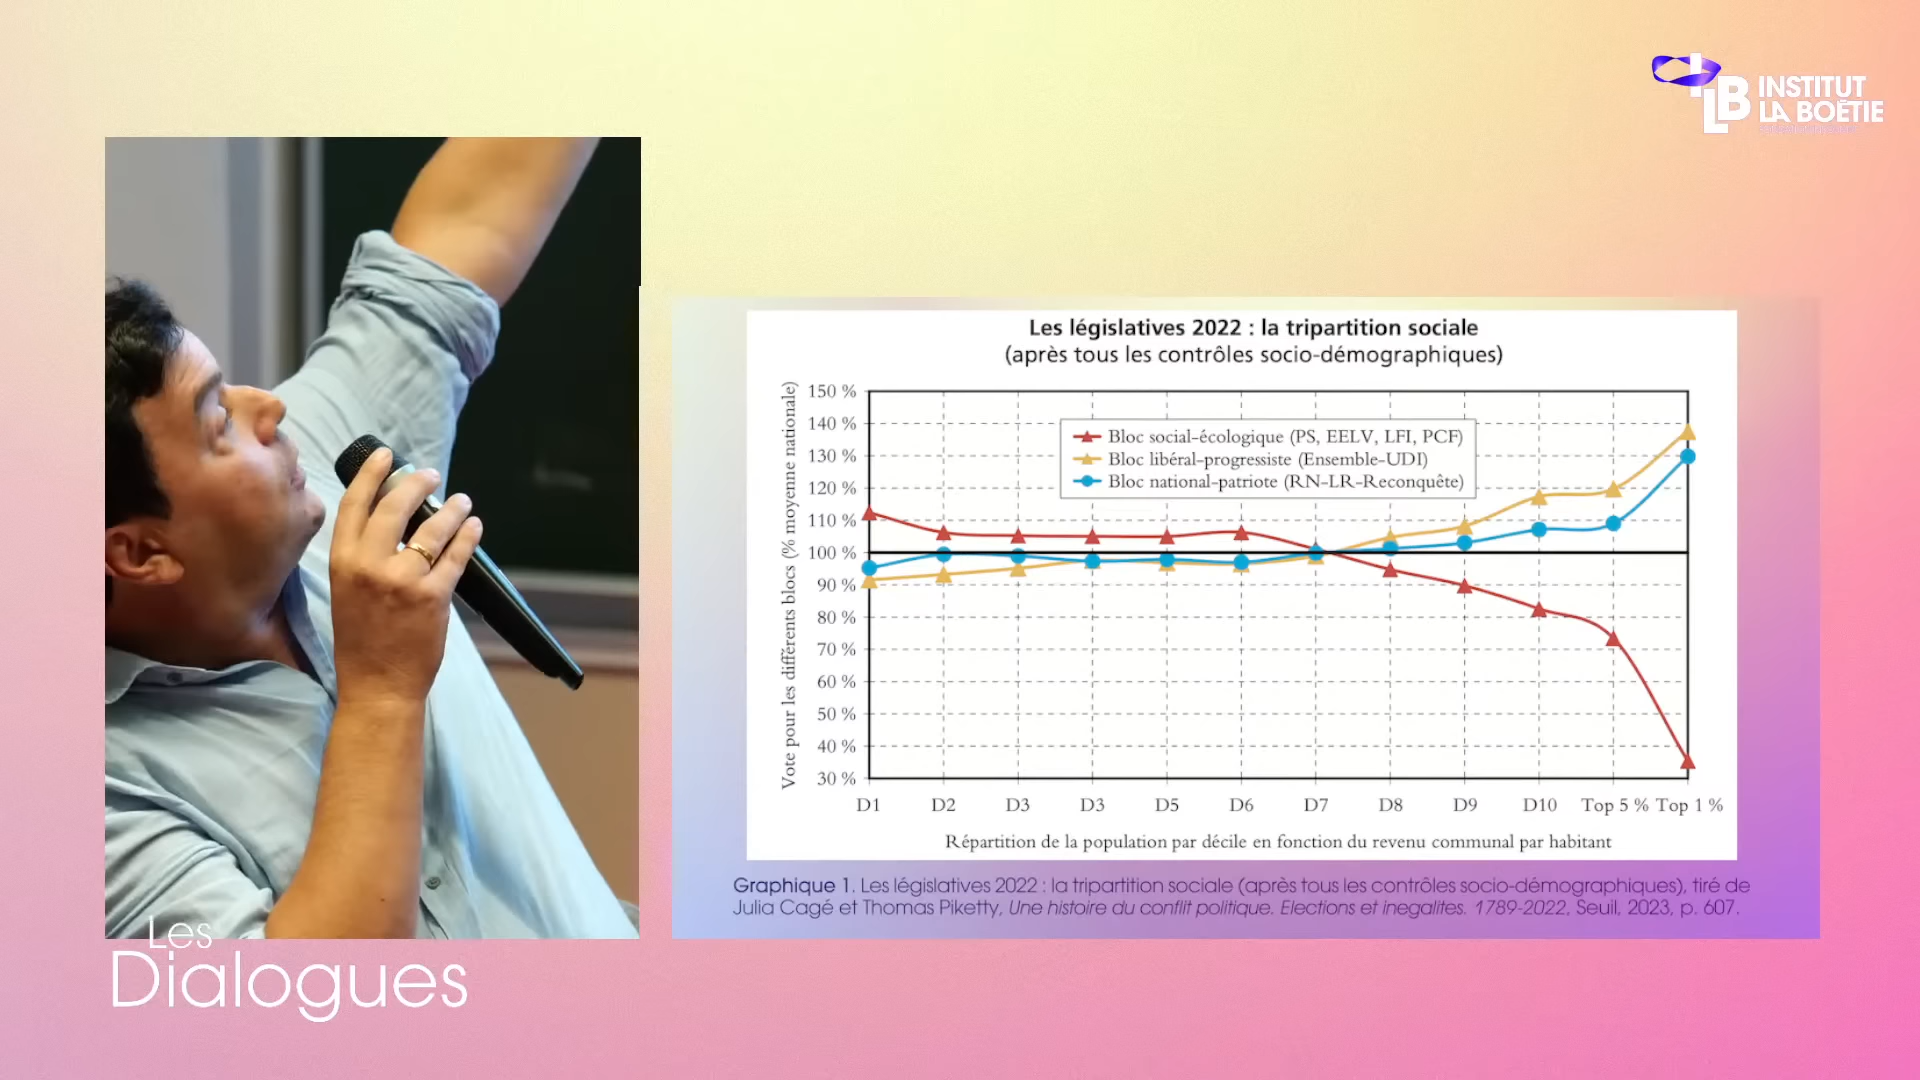 INSTITUT
LA BOÉTIE
Les législatives 2022 : la tripartition sociale
(après tous les contrôles socio-démographiques)
Vote pour les différents blocs (% moyenne nationale)
150 %
140 %
130 %
120 %
110 %
100 %
90 %
80 %
70 %
60 %
50 %
40 %
30 %
Bloc social-écologique (PS, EELV, LFI, PCF)
Bloc libéral-progressiste (Ensemble-UDI)
Bloc national-patriote (RN-LR-Reconquête)
D1 D2 D3 D3 D5 D6 D7 D8 D9 D10 Top 5 % Top 1 %
Répartition de la population par décile en fonction du revenu communal par habitant
Graphique 1. Les législatives 2022 : la tripartition sociale (après tous les contrôles socio-démographiques), tiré de
Julia Cagé et Thomas Piketty, Une histoire du conflit politique. Elections et inegalites. 1789-2022, Seuil, 2023, p. 607.
Les
Dialogues